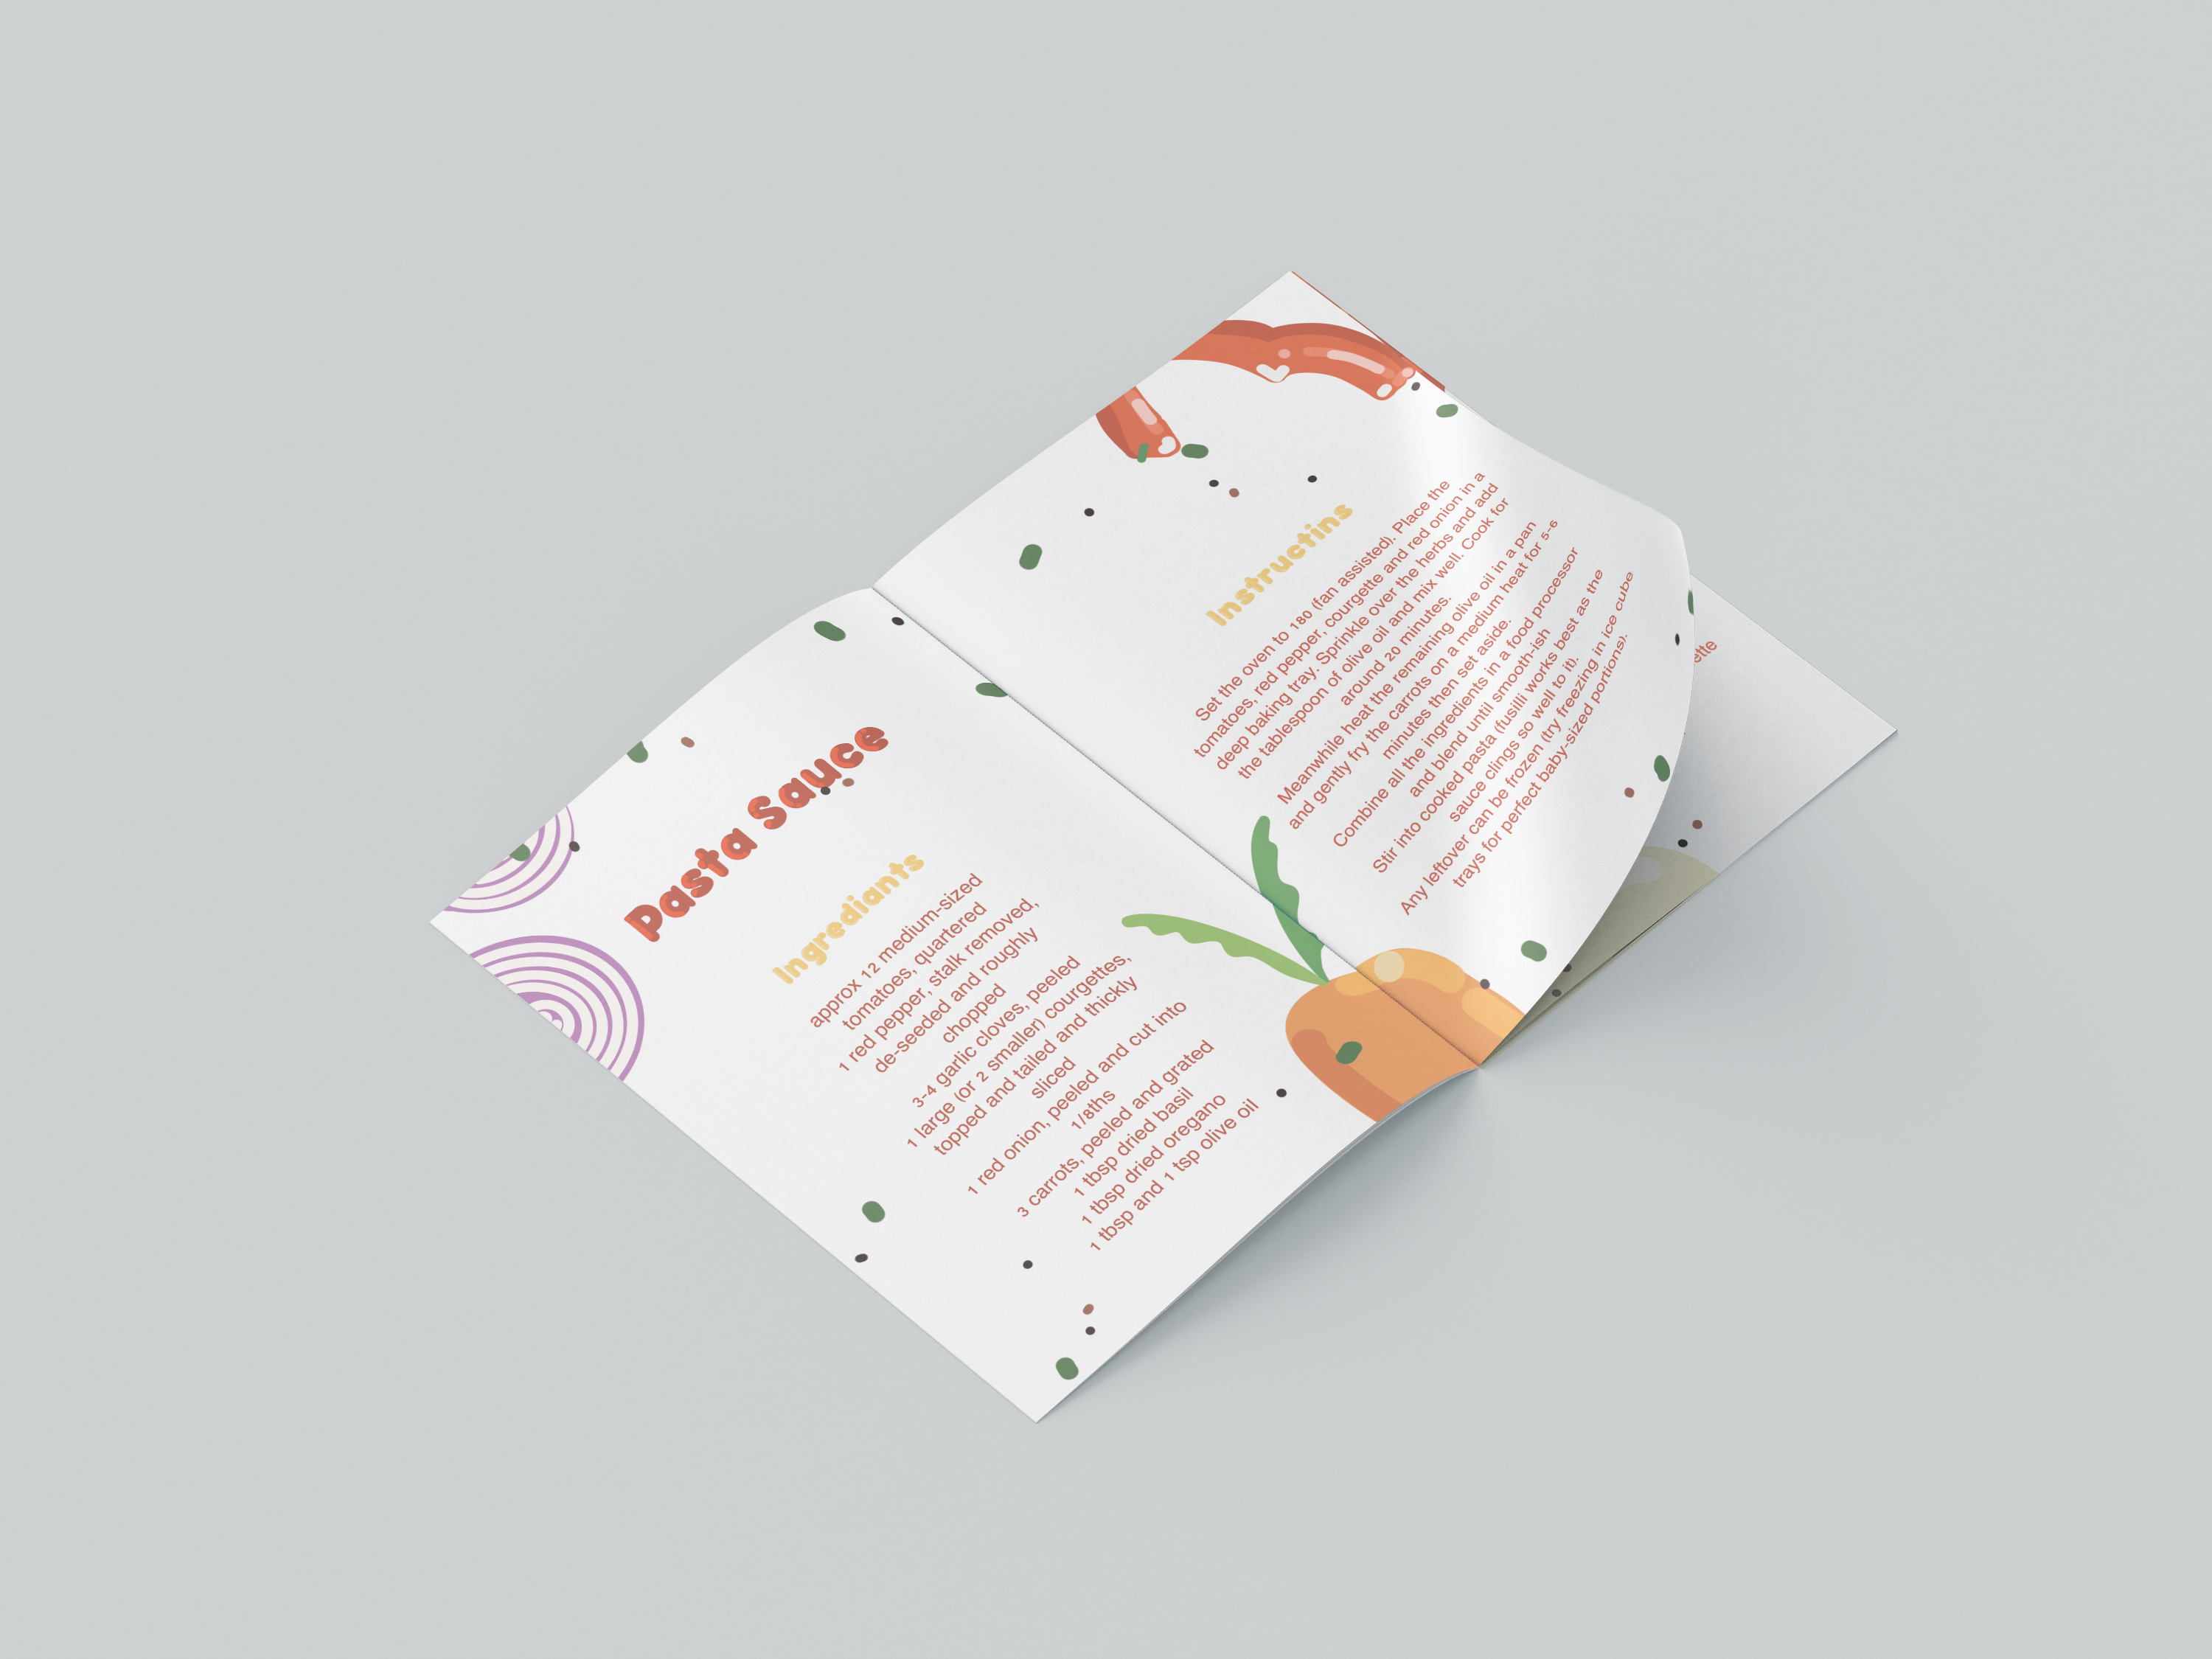 Pasta Sauce
Ingrediants
approx 12 medium-sized
tomatoes, quartered
1 red pepper, stalk removed,
de-seeded and roughly
chopped
3-4 garlic cloves, peeled
1 large (or 2 smaller) courgettes,
topped and tailed and thickly
sliced
1 red onion, peeled and cut into
1/8ths
3 carrots, peeled and grated
1 tbsp dried basil
1 tbsp dried oregano
1 tbsp and 1 tsp olive oil
Instructins
Set the oven to 180 (fan assisted). Place the
tomatoes, red pepper, courgette and red onion in a
deep baking tray. Sprinkle over the herbs and add
the tablespoon of olive oil and mix well. Cook for
around 20 minutes.
Meanwhile heat the remaining olive oil in a pan
and gently fry the carrots on a medium heat for 5-6
minutes then set aside.
Combine all the ingredients in a food processor
and blend until smooth-ish
Stir into cooked pasta (fusilli works best as the
sauce clings so well to it).
Any leftover can be frozen (try freezing in ice cube
trays for perfect baby-sized portions).